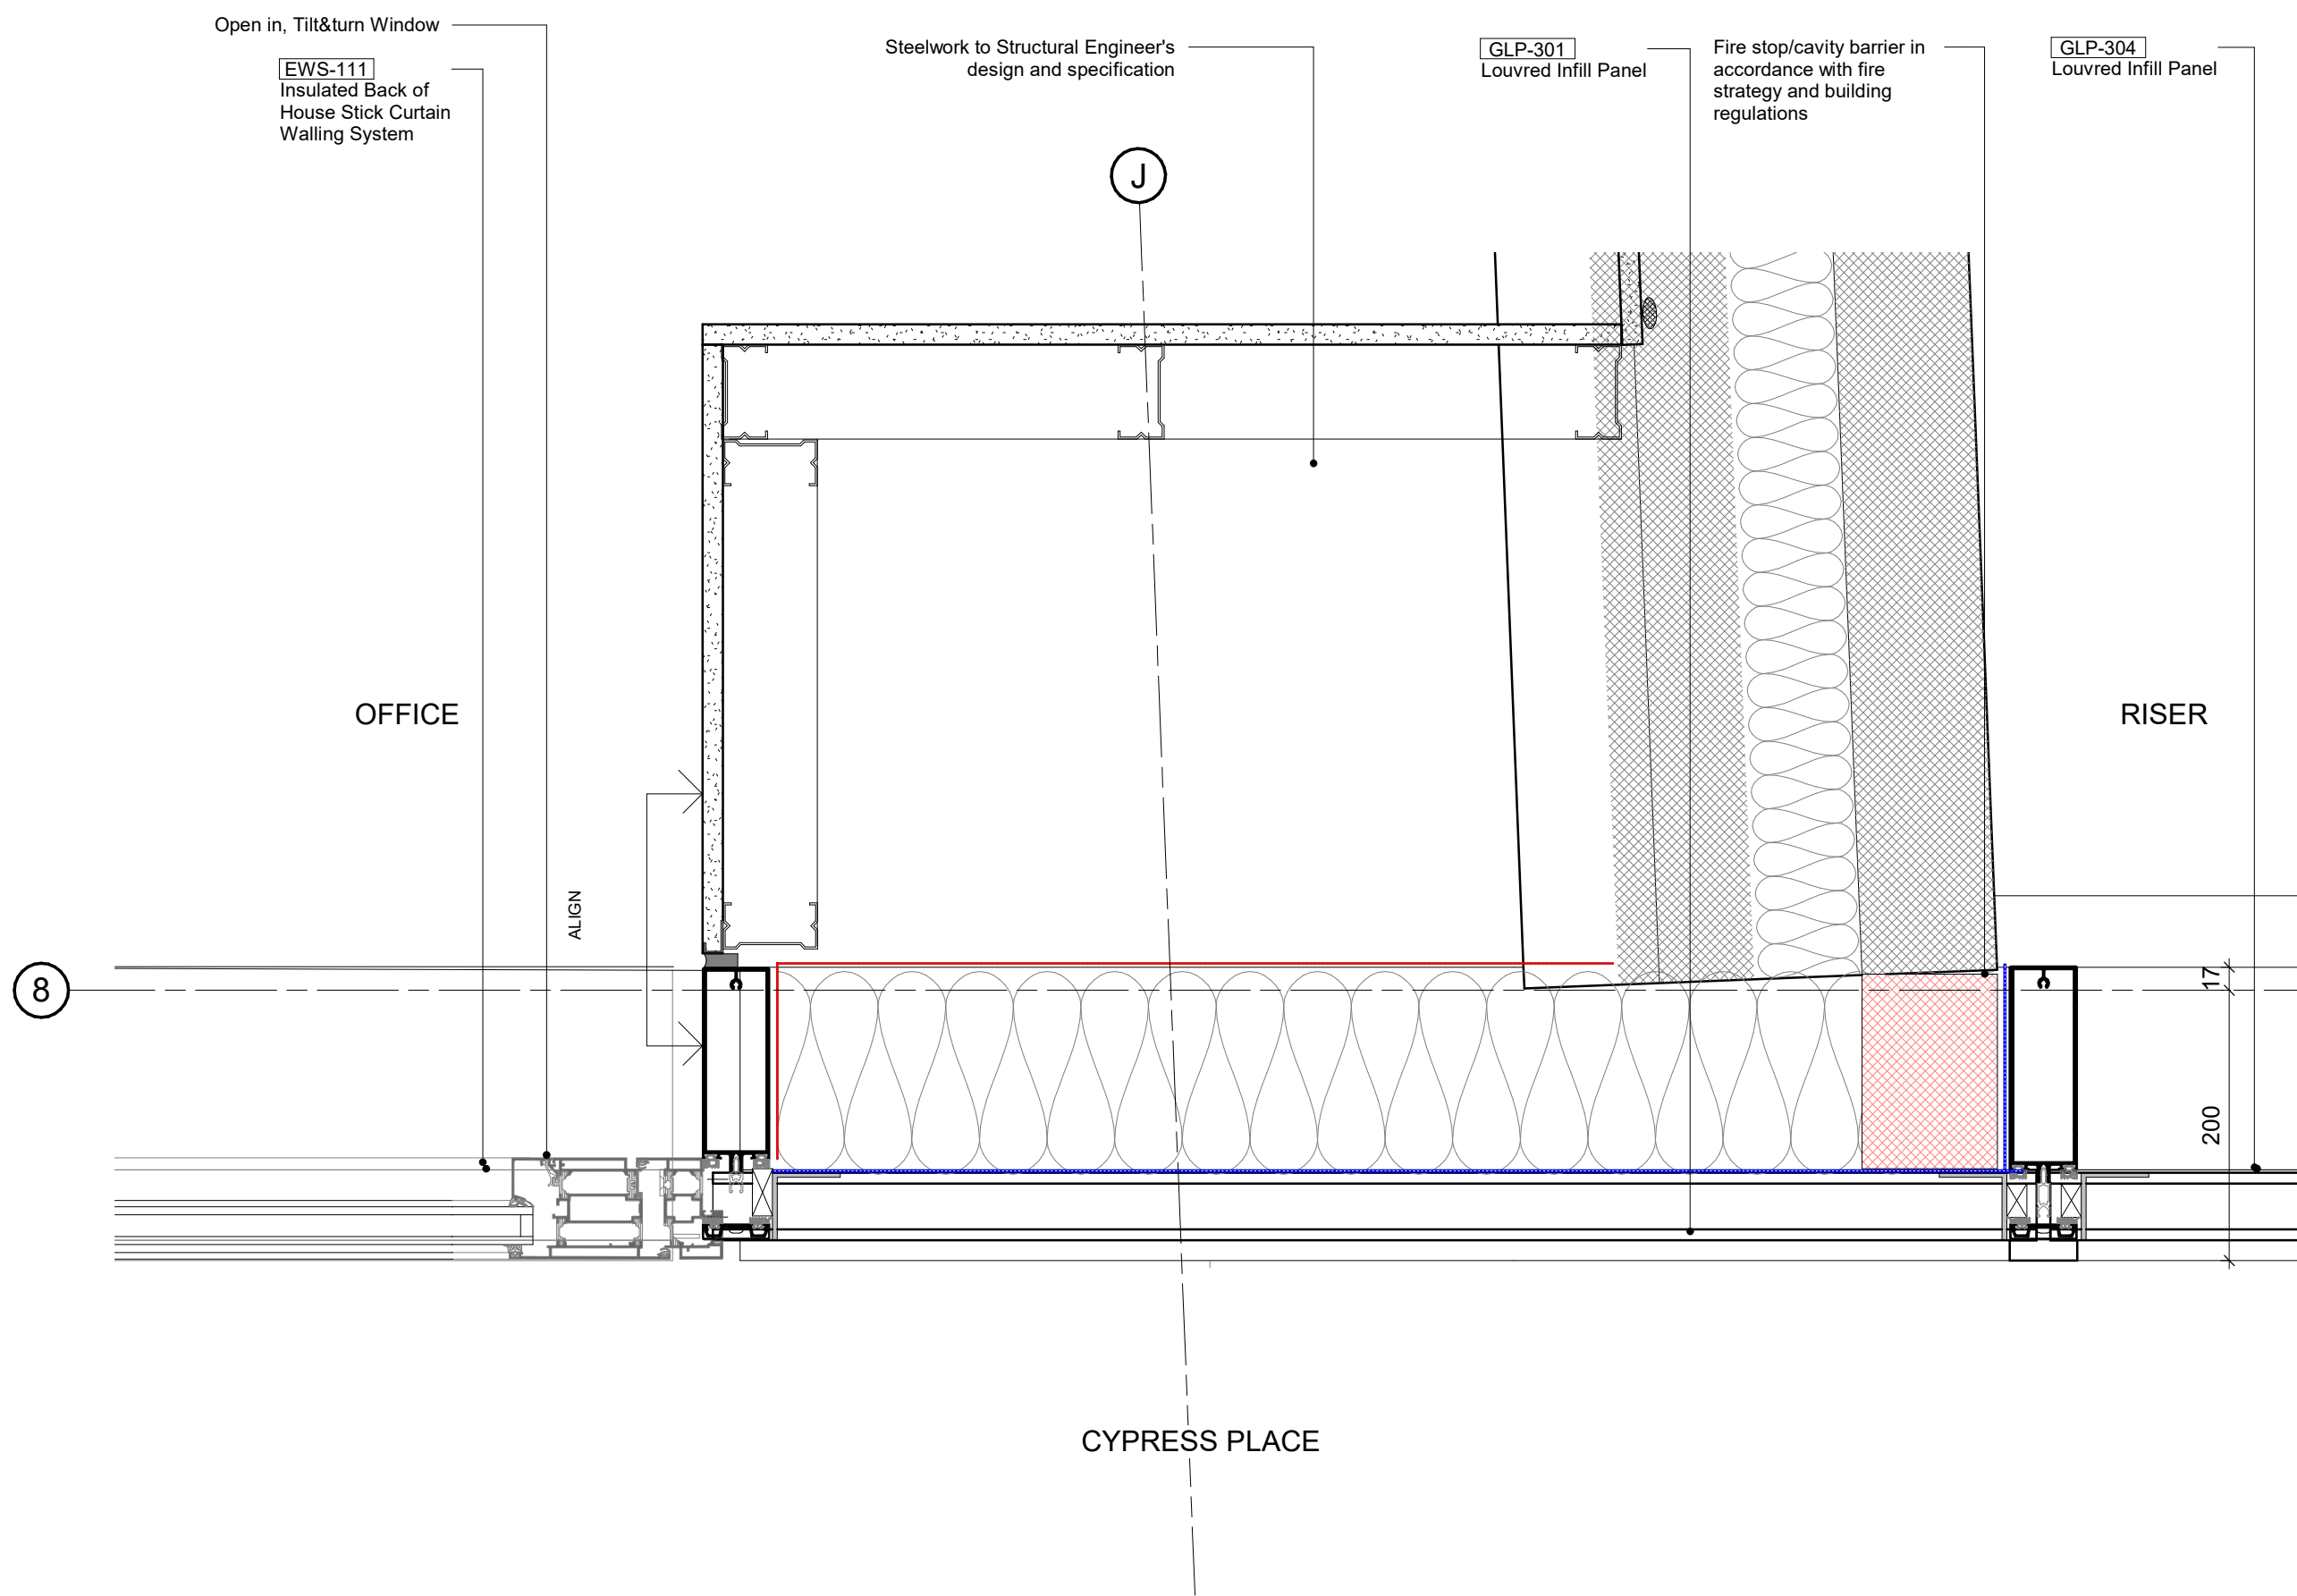 Open in, Tilt&turn Window
EWS-111
Insulated Back of
House Stick Curtain
Walling System
Steelwork to Structural Engineer's
design and specification
GLP-301
Louvred Infill Panel
Fire stop/cavity barrier in
accordance with fire
strategy and building
regulations
GLP-304
Louvred Infill Panel
J
OFFICE
RISER
ALIGN
8
17
200
CYPRESS PLACE